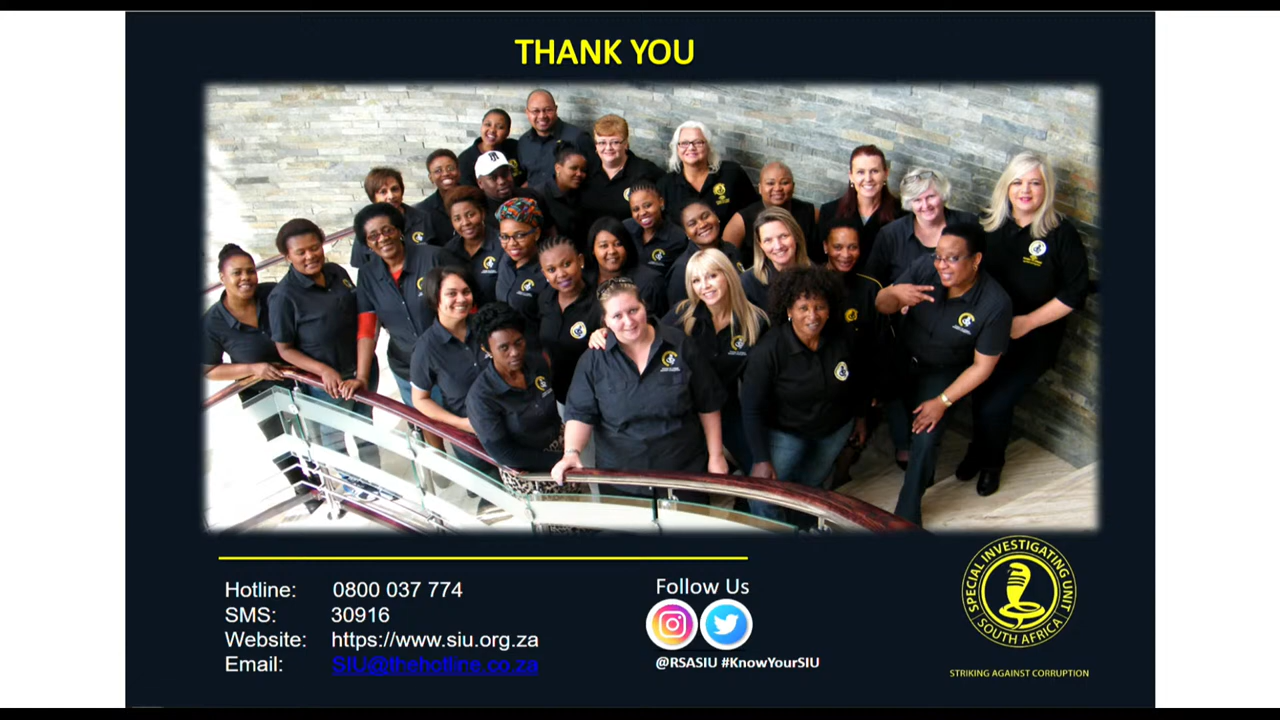 THANK YOU
Hotline: 0800 037 774
SMS: 30916
Website: https://www.siu.org.za
Email: SIU@thehotline.co.za
Follow Us
@RSASIU #KnowYourSIU
SPECIAL INVESTIGATING UNIT
SOUTH AFRICA
STRIKING AGAINST CORRUPTION